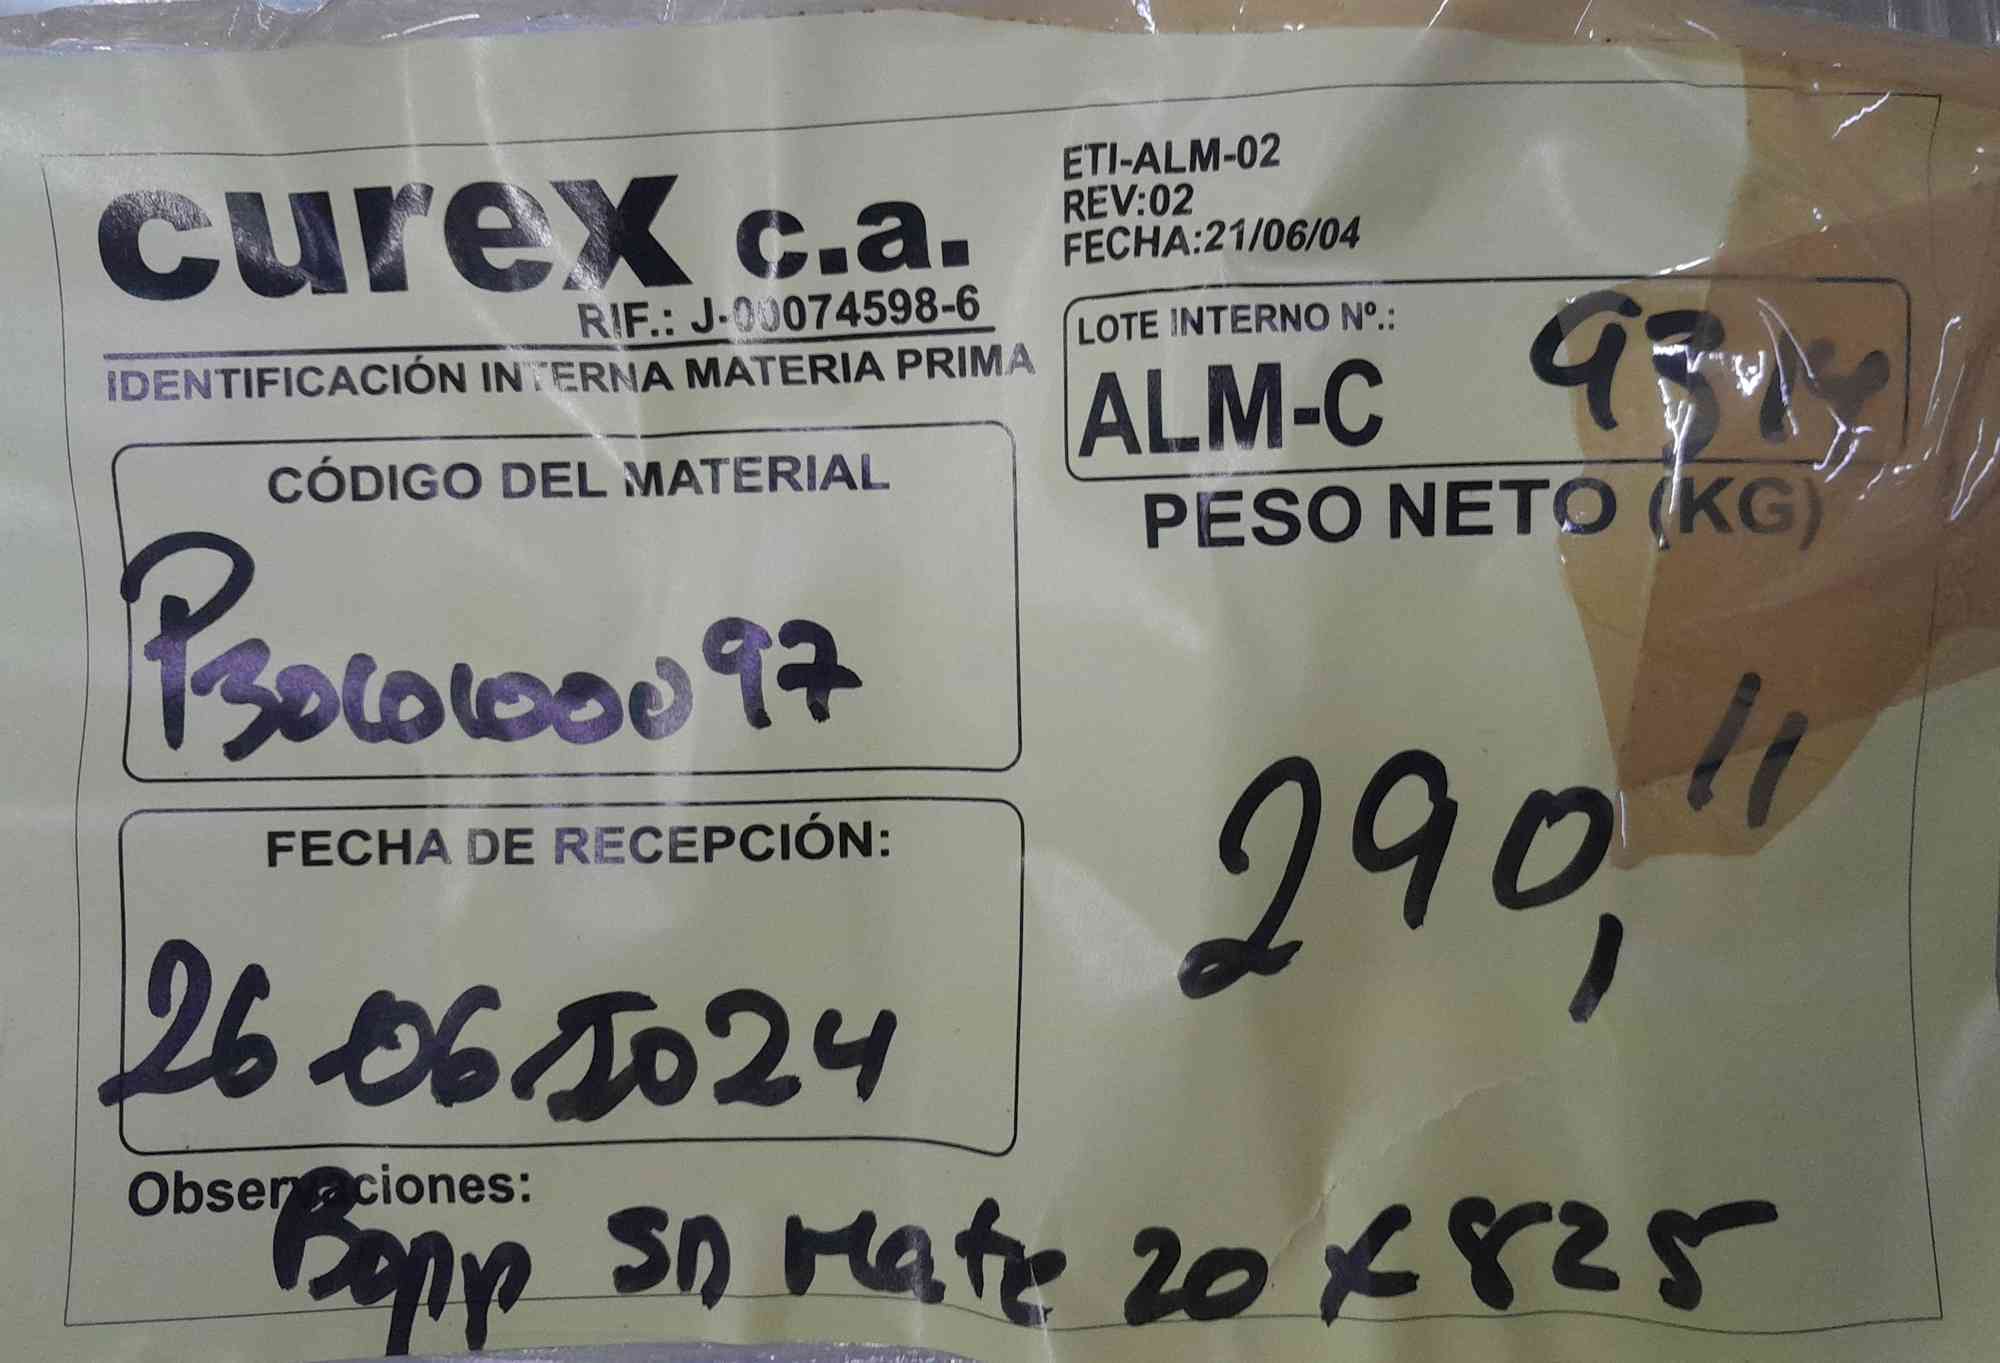 curex c.a.
RIF.: J-00074598-6
IDENTIFICACIÓN INTERNA MATERIA PRIMA
ETI-ALM-02
REV:02
FECHA:21/06/04
LOTE INTERNO Nº.:
ALM-C 9314
CÓDIGO DEL MATERIAL
P30101000097
PESO NETO (KG)
290,11
FECHA DE RECEPCIÓN:
26 06 2024
Observaciones:
Bopp sn Mate 20 x 825